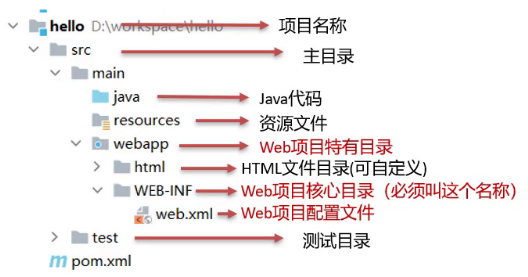 hello D:\workspace\hello 项目名称
src 主目录
main
java Java代码
resources 资源文件
webapp Web项目特有目录
html HTML文件目录(可自定义)
WEB-INF Web项目核心目录（必须叫这个名称）
web.xml Web项目配置文件
test 测试目录
m pom.xml